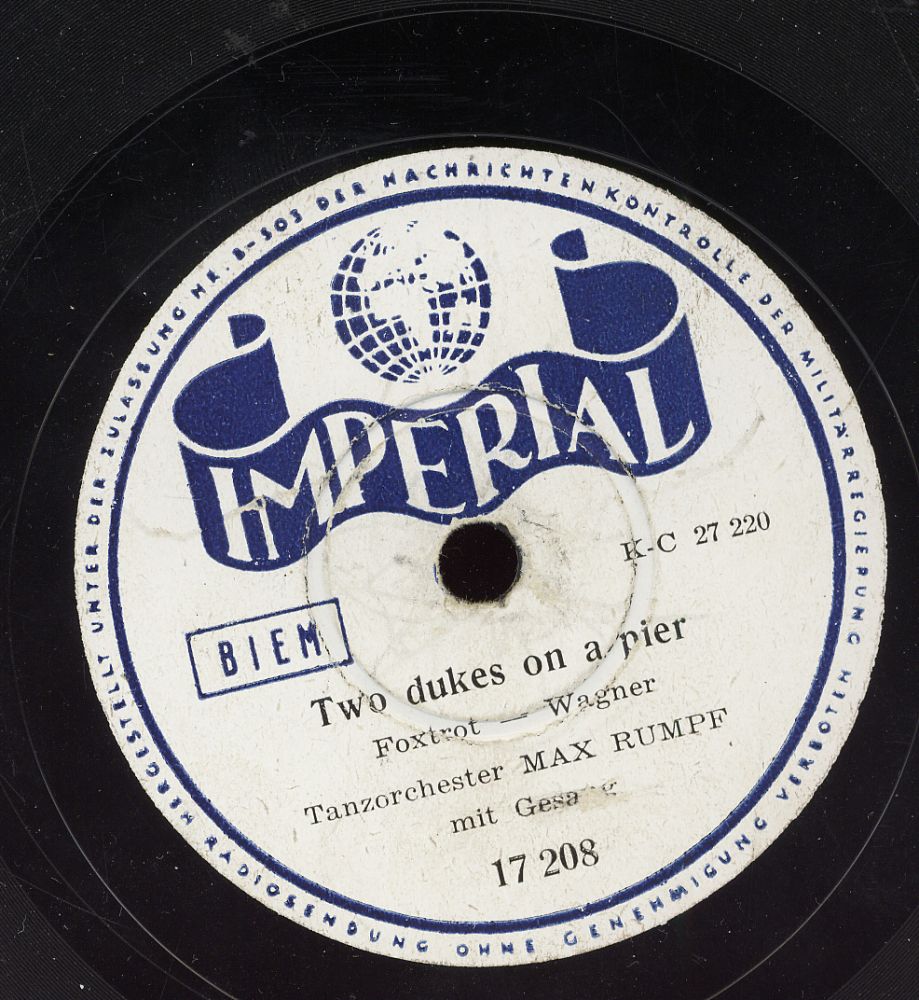 HERGESTELLT UNTER DER ZULASSUNG NR. B-303 DER NACHRICHTENKONTROLLE DER MILITÄRREGIERUNG
RADIOSENDUNG OHNE GENEHMIGUNG VERBOTEN
IMPERIAL
K-C 27 220
BIEM
Two dukes on a pier
Foxtrot — Wagner
Tanzorchester MAX RUMPF
mit Gesang
17 208